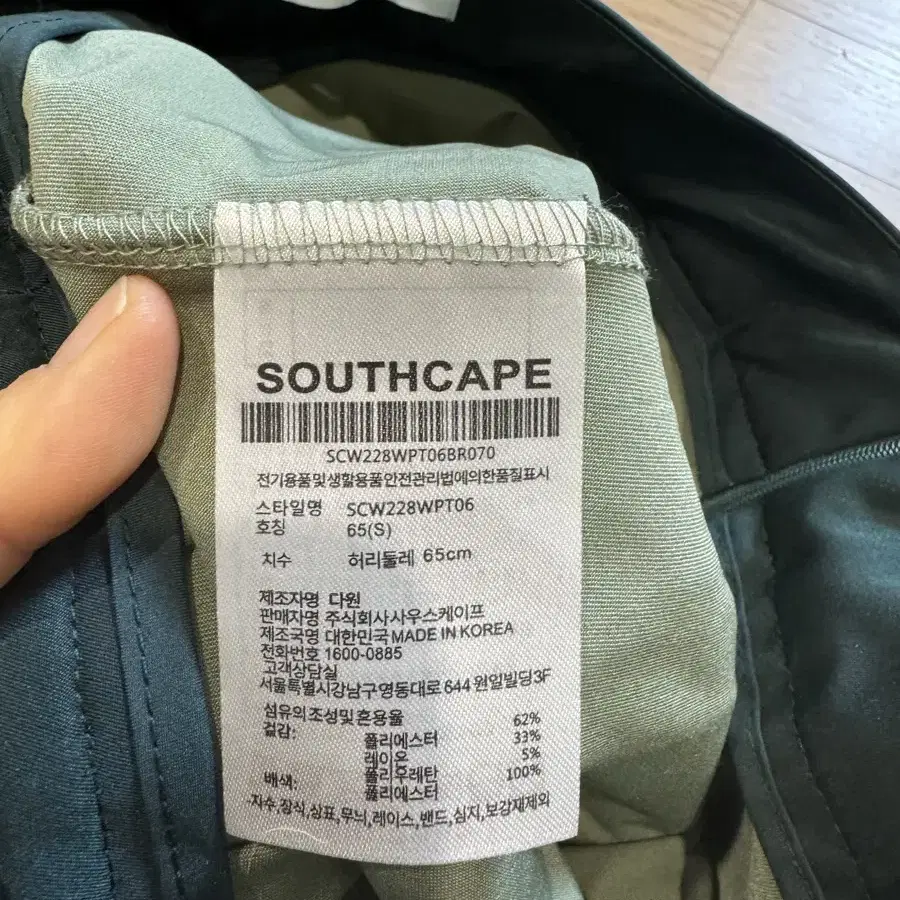 SOUTHCAPE
SCW228WPT06BR070
전기용품및생활용품안전관리법에의한품질표시
스타일명 SCW228WPT06
호칭 65(S)
치수 허리둘레 65cm
제조자명 다원
판매자명 주식회사사우스케이프
제조국명 대한민국 MADE IN KOREA
전화번호 1600-0885
고객상담실
서울특별시강남구영동대로 644 원일빌딩3F
섬유의조성및혼용율
겉감: 폴리에스터 62%
레이온 33%
폴리우레탄 5%
배색: 폴리에스터 100%
자수,장식,상표,무늬,레이스,밴드,심지,보강재제외